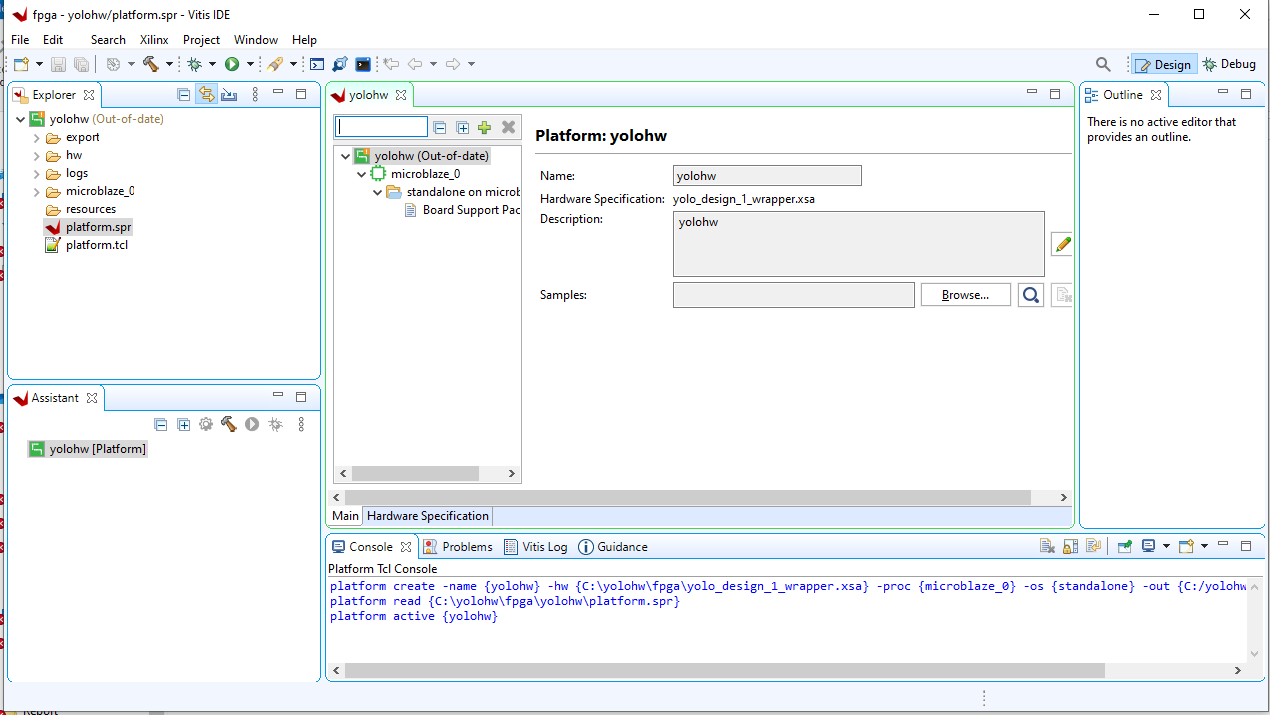 fpga - yolohw/platform.spr - Vitis IDE
File Edit Search Xilinx Project Window Help
Design Debug
Explorer
yolohw (Out-of-date)
export
hw
logs
microblaze_0
resources
platform.spr
platform.tcl
Assistant
yolohw [Platform]
yolohw
yolohw (Out-of-date)
microblaze_0
standalone on microb
Board Support Pac
Platform: yolohw
Name: yolohw
Hardware Specification: yolo_design_1_wrapper.xsa
Description: yolohw
Samples: Browse...
Main Hardware Specification
Outline
There is no active editor that
provides an outline.
Console Problems Vitis Log Guidance
Platform Tcl Console
platform create -name {yolohw} -hw {C:\yolohw\fpga\yolo_design_1_wrapper.xsa} -proc {microblaze_0} -os {standalone} -out {C:/yolohw
platform read {C:\yolohw\fpga\yolohw\platform.spr}
platform active {yolohw}